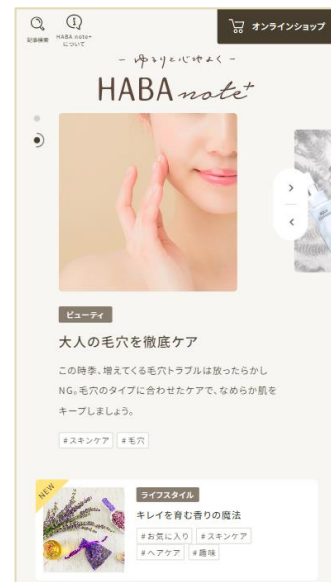 記事検索
HABA note+
について
オンラインショップ
- ゆるりと心地よく -
HABA note+
ビューティ
大人の毛穴を徹底ケア
この時季、増えてくる毛穴トラブルは放ったらかし
NG。毛穴のタイプに合わせたケアで、なめらか肌を
キープしましょう。
#スキンケア #毛穴
NEW
ライフスタイル
キレイを育む香りの魔法
#お気に入り #スキンケア
#ヘアケア #趣味